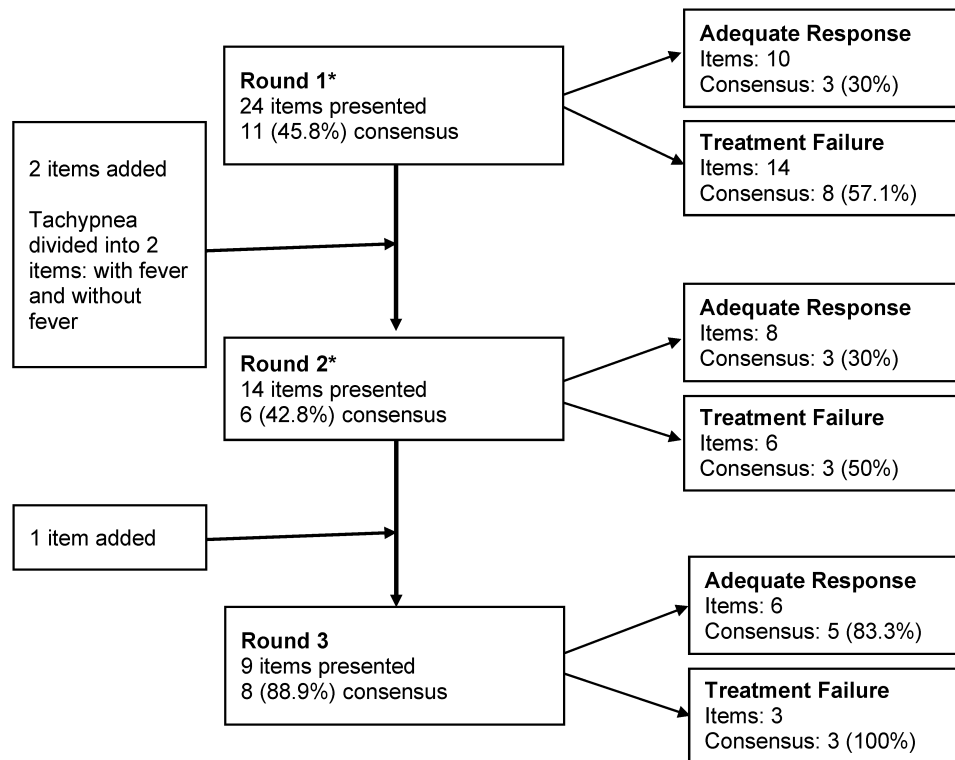 Round 1*
24 items presented
11 (45.8%) consensus
Adequate Response
Items: 10
Consensus: 3 (30%)
Treatment Failure
Items: 14
Consensus: 8 (57.1%)
2 items added
Tachypnea
divided into 2
items: with fever
and without
fever
Round 2*
14 items presented
6 (42.8%) consensus
Adequate Response
Items: 8
Consensus: 3 (30%)
Treatment Failure
Items: 6
Consensus: 3 (50%)
1 item added
Round 3
9 items presented
8 (88.9%) consensus
Adequate Response
Items: 6
Consensus: 5 (83.3%)
Treatment Failure
Items: 3
Consensus: 3 (100%)